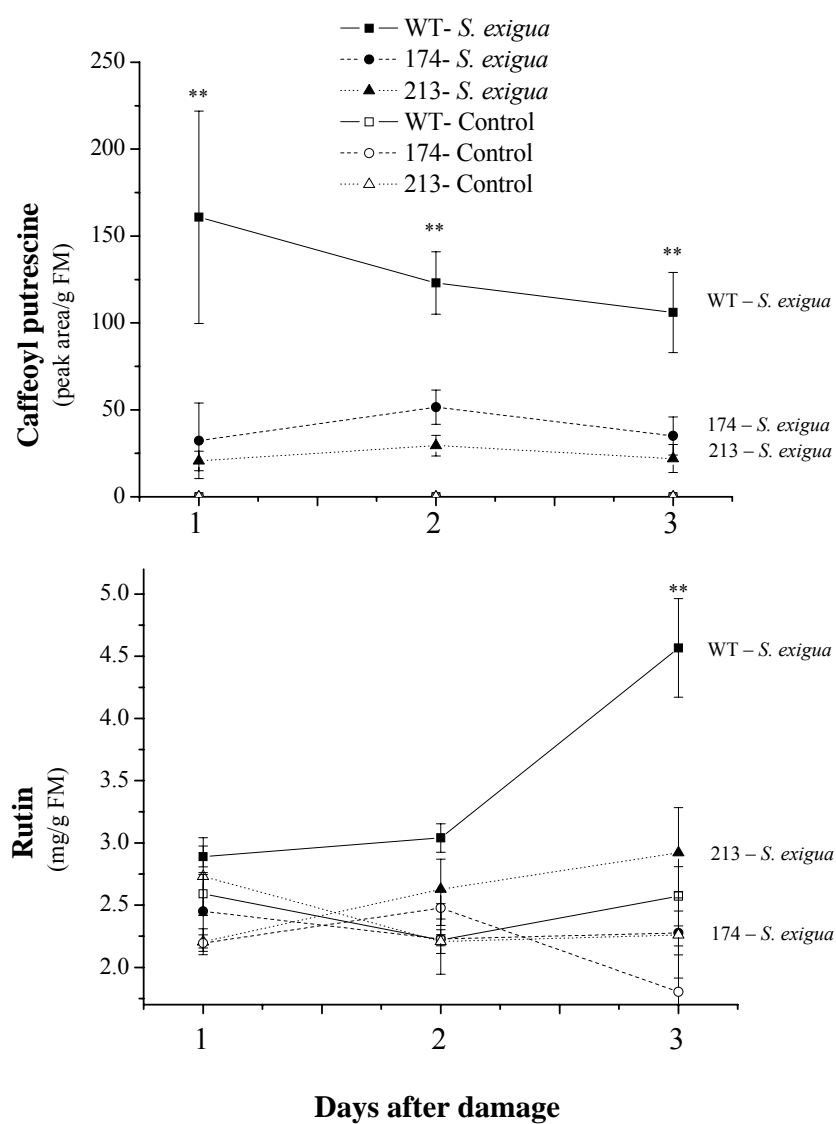 WT- S. exigua
174- S. exigua
213- S. exigua
WT- Control
174- Control
213- Control
Caffeoyl putrescine
(peak area/g FM)
250
200
150
100
50
0
**
**
**
WT – S. exigua
174 – S. exigua
213 – S. exigua
1
2
3
Rutin
(mg/g FM)
5.0
4.5
4.0
3.5
3.0
2.5
2.0
**
WT – S. exigua
213 – S. exigua
174 – S. exigua
1
2
3
Days after damage